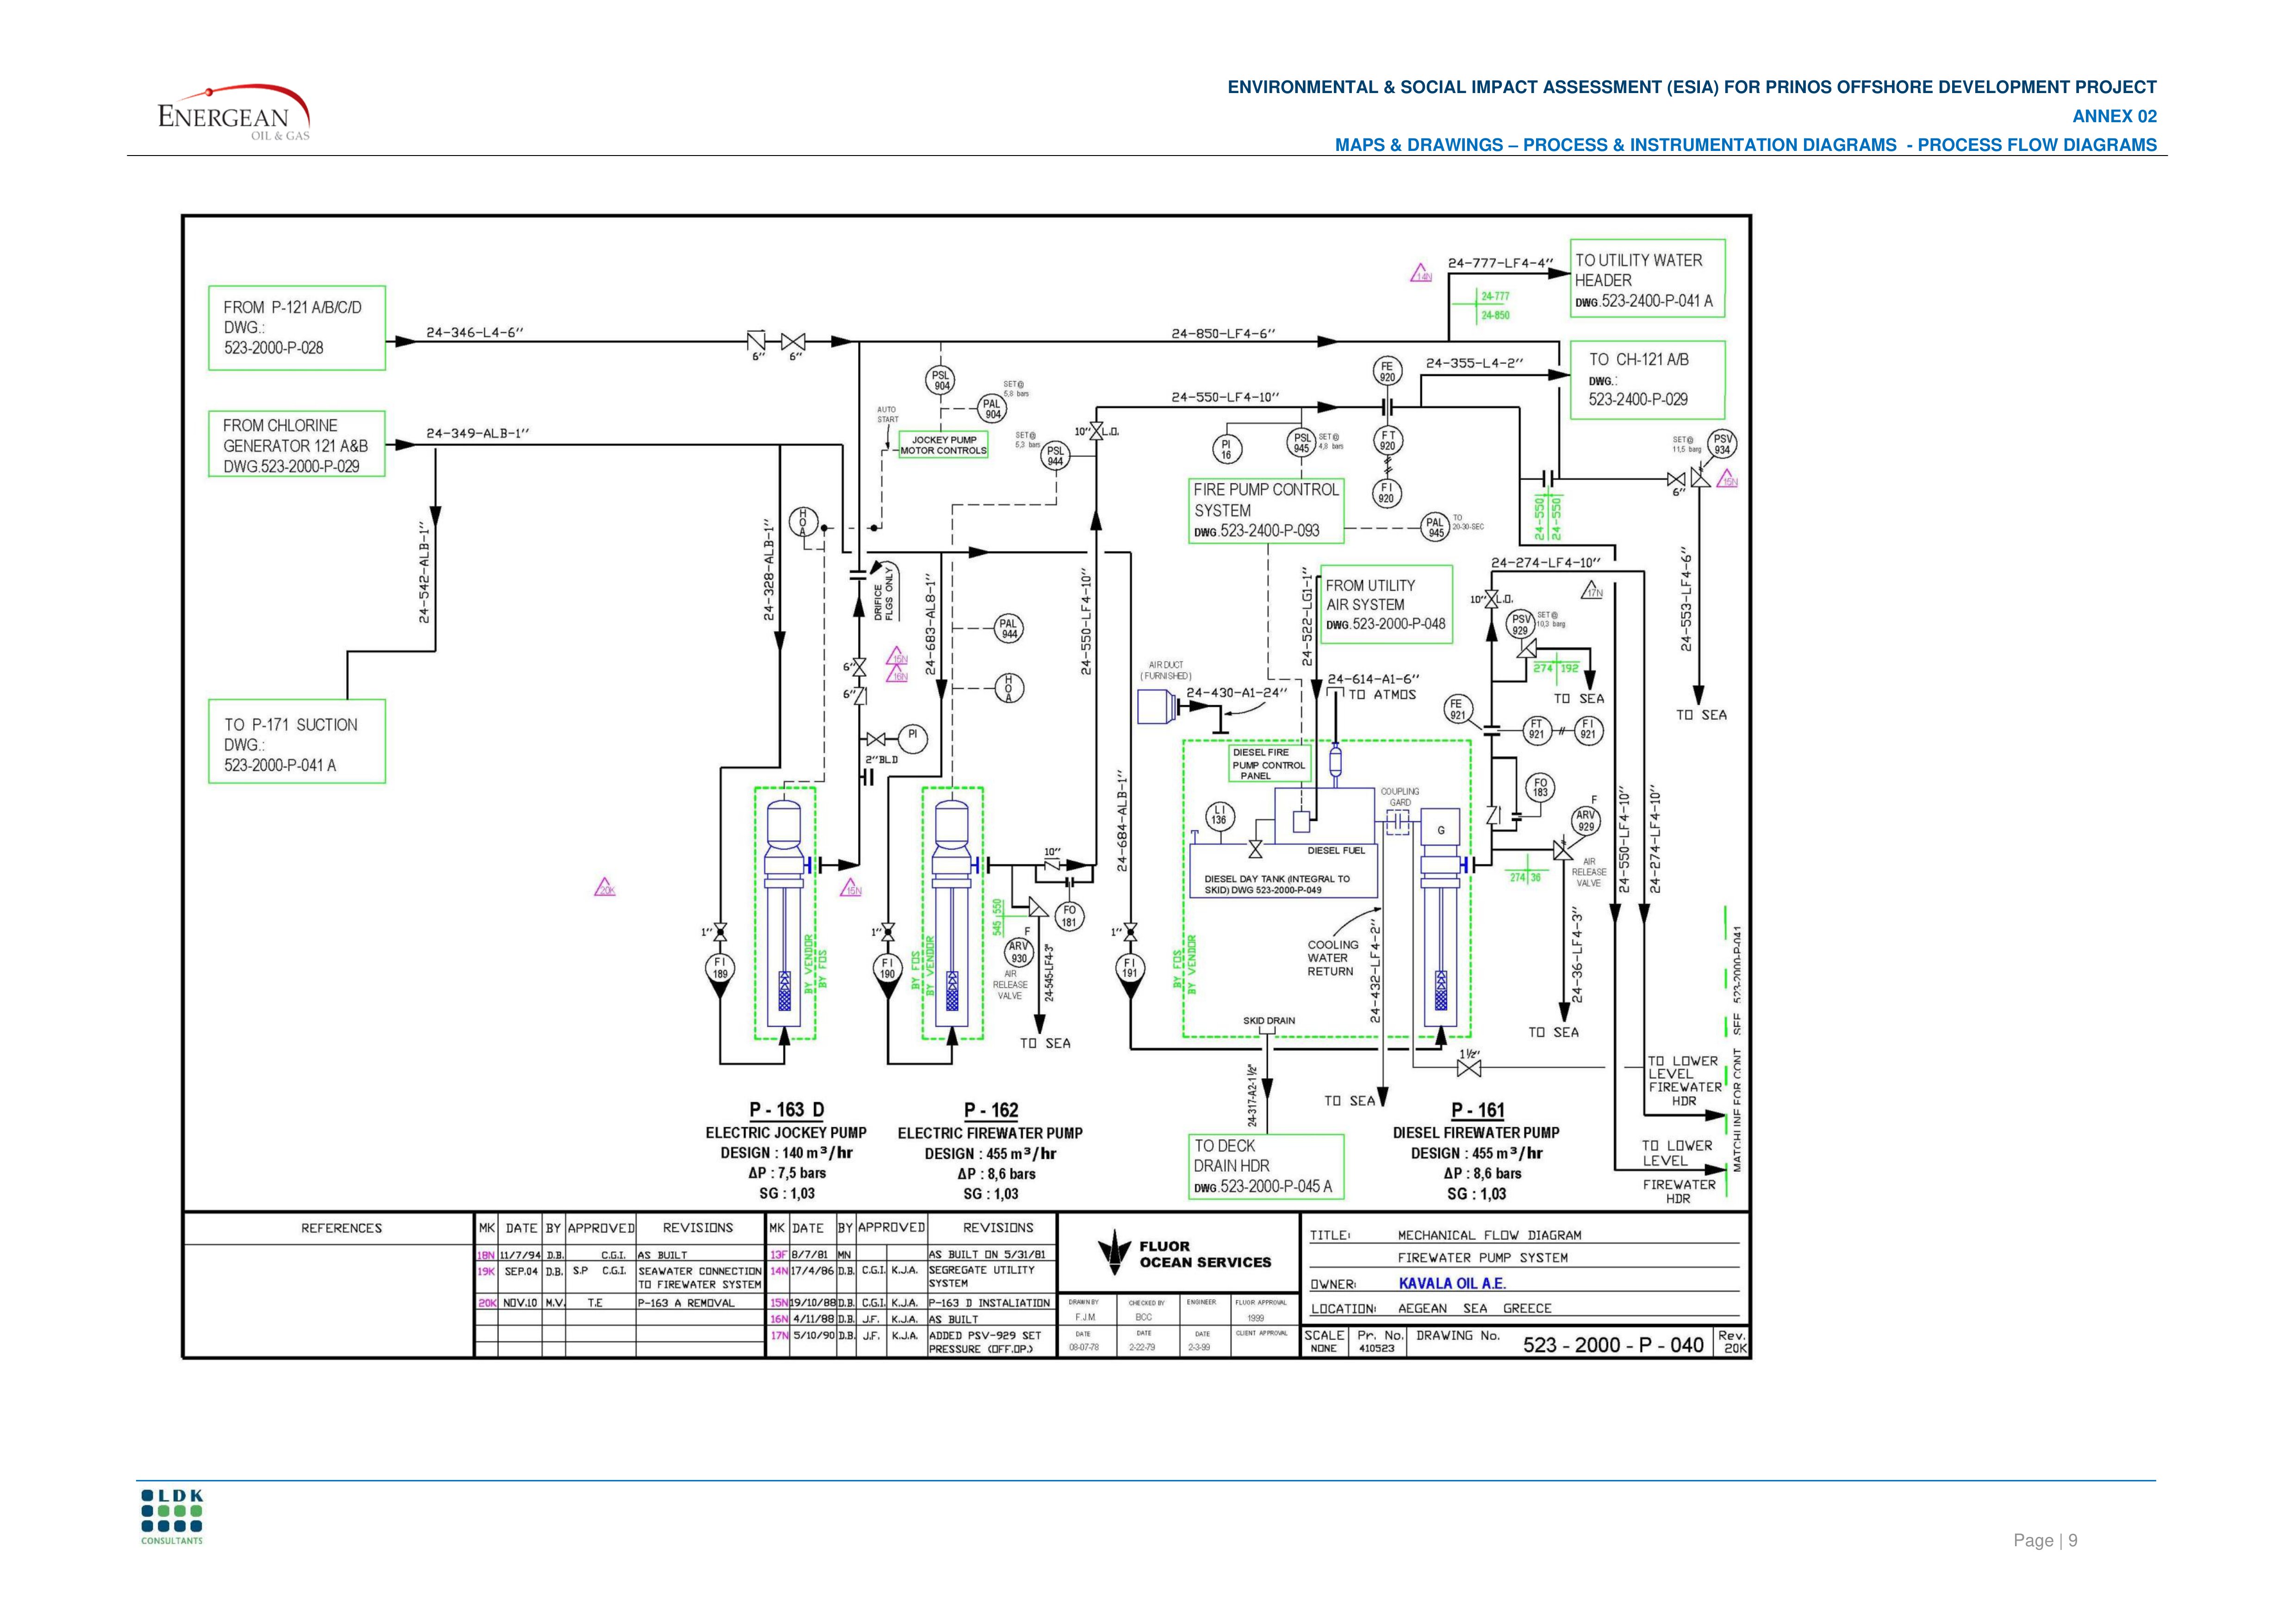 ENERGEAN
OIL & GAS
ENVIRONMENTAL & SOCIAL IMPACT ASSESSMENT (ESIA) FOR PRINOS OFFSHORE DEVELOPMENT PROJECT
ANNEX 02
MAPS & DRAWINGS – PROCESS & INSTRUMENTATION DIAGRAMS - PROCESS FLOW DIAGRAMS
FROM P-121 A/B/C/D
DWG.:
523-2000-P-028
24-346-L4-6''
6''
6''
24-850-LF4-6''
14N
24-777-LF4-4''
24-777
24-850
TO UTILITY WATER
HEADER
DWG.523-2400-P-041 A
FROM CHLORINE
GENERATOR 121 A&B
DWG.523-2000-P-029
24-349-ALB-1''
24-542-ALB-1''
TO P-171 SUCTION
DWG.:
523-2000-P-041 A
PSL
904
PAL
904
SET@
5,8 bars
AUTO
START
JOCKEY PUMP
MOTOR CONTROLS
SET@
5,3 bars
PSL
944
10''
L.O.
24-550-LF4-10''
FE
920
24-355-L4-2''
TO CH-121 A/B
DWG.:
523-2400-P-029
PI
16
PSL
945
SET@
4,8 bars
FT
920
FI
920
FIRE PUMP CONTROL
SYSTEM
DWG.523-2400-P-093
PAL
945
TO
20-30-SEC
SET@
11,5 barg
PSV
934
15N
6''
24-550
24-550
24-553-LF4-6''
TO SEA
H
O
A
24-328-ALB-1''
ORIFICE
FLGS ONLY
24-683-AL8-1''
24-550-LF4-10''
24-684-ALB-1''
15N
16N
6''
6''
PI
2''BLD
PAL
944
H
O
A
24-522-LG1-1''
FROM UTILITY
AIR SYSTEM
DWG.523-2000-P-048
24-274-LF4-10''
17N
10''
L.O.
PSV
929
SET@
10,3 barg
274 192
TO SEA
AIR DUCT
(FURNISHED)
24-430-A1-24''
24-614-A1-6''
TO ATMOS
FE
921
FT
921
FI
921
DIESEL FIRE
PUMP CONTROL
PANEL
LI
136
COUPLING
GARD
G
DIESEL FUEL
DIESEL DAY TANK (INTEGRAL TO
SKID) DWG 523-2000-P-049
FO
183
F
ARV
929
AIR
RELEASE
VALVE
274 36
24-36-LF4-3''
TO SEA
24-550-LF4-10''
24-274-LF4-10''
20K
15N
10''
FO
181
545 550
F
ARV
930
AIR
RELEASE
VALVE
24-545-LF4-3"
TO SEA
1''
FI
189
BY VENDOR
BY FOS
1''
FI
190
BY FOS
BY VENDOR
1''
FI
191
BY FOS
BY VENDOR
COOLING
WATER
RETURN
24-432-LF4-2''
SKID DRAIN
24-317-A2-1½"
TO SEA
1½''
TO DECK
DRAIN HDR
DWG.523-2000-P-045 A
TO LOWER
LEVEL
FIREWATER
HDR
TO LOWER
LEVEL
FIREWATER
HDR
MATCHLINE FOR CONT. SEE 523-2000-P-041
P - 163 D
ELECTRIC JOCKEY PUMP
DESIGN : 140 m³/hr
ΔP : 7,5 bars
SG : 1,03
P - 162
ELECTRIC FIREWATER PUMP
DESIGN : 455 m³/hr
ΔP : 8,6 bars
SG : 1,03
P - 161
DIESEL FIREWATER PUMP
DESIGN : 455 m³/hr
ΔP : 8,6 bars
SG : 1,03
REFERENCES
MK DATE BY APPROVED REVISIONS MK DATE BY APPROVED REVISIONS
18N 11/7/94 D.B. C.G.I. AS BUILT
19K SEP.04 D.B. S.P C.G.I. SEAWATER CONNECTION
TO FIREWATER SYSTEM
20K NOV.10 M.V. T.E P-163 A REMOVAL
13F 8/7/81 MN AS BUILT ON 5/31/81
14N 17/4/86 D.B. C.G.I. K.J.A. SEGREGATE UTILITY
SYSTEM
15N 19/10/88 D.B. C.G.I. K.J.A. P-163 D INSTALIATION
16N 4/11/88 D.B. J.F. K.J.A. AS BUILT
17N 5/10/90 D.B. J.F. K.J.A. ADDED PSV-929 SET
PRESSURE (OFF.OP.)
FLUOR
OCEAN SERVICES
DRAWN BY CHECKED BY ENGINEER FLUOR APPROVAL
F.J.M. BCC 1999
DATE DATE DATE CLIENT APPROVAL
08-07-78 2-22-79 2-3-99
TITLE: MECHANICAL FLOW DIAGRAM
FIREWATER PUMP SYSTEM
OWNER: KAVALA OIL A.E.
LOCATION: AEGEAN SEA GREECE
SCALE Pr. No. DRAWING No. Rev.
NONE 410523 523 - 2000 - P - 040 20K
LDK
CONSULTANTS
Page | 9